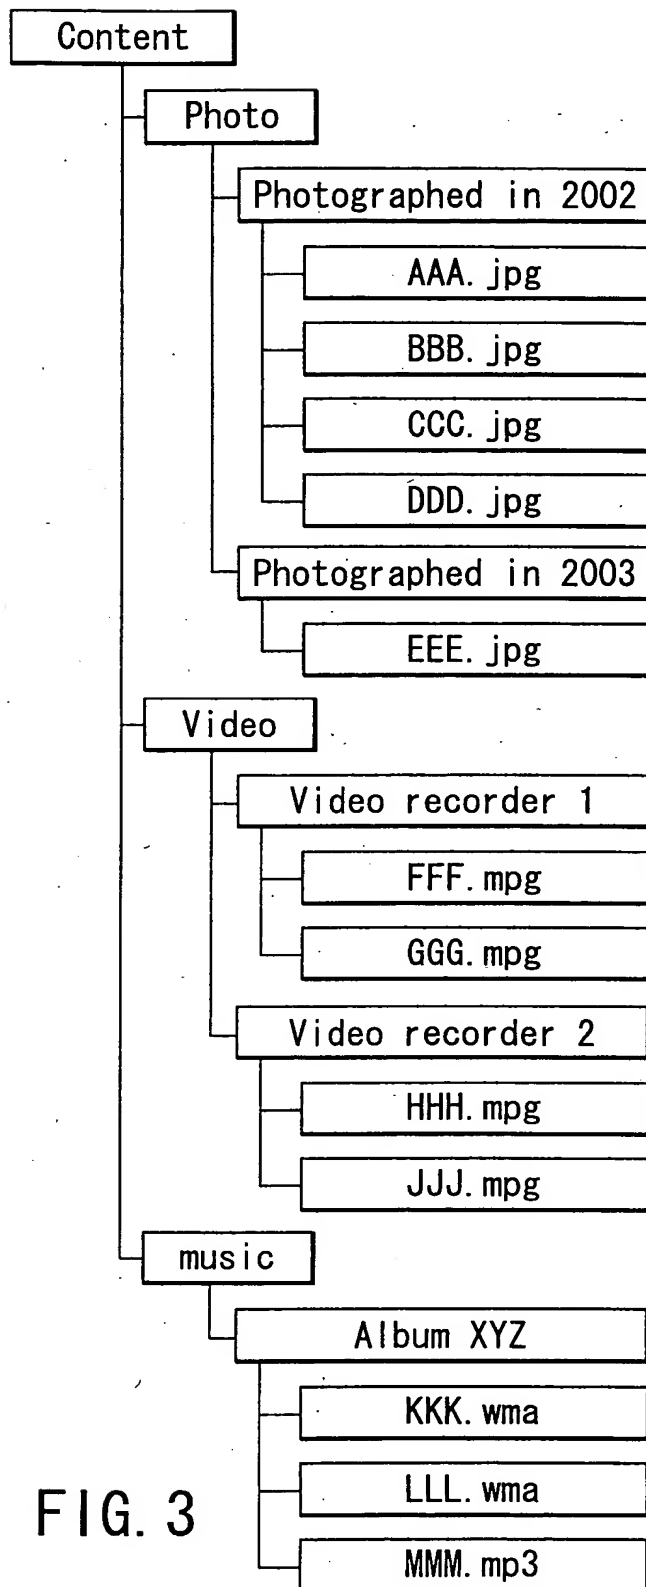 Content
Photo
Photographed in 2002
AAA.jpg
BBB.jpg
CCC.jpg
DDD.jpg
Photographed in 2003
EEE.jpg
Video
Video recorder 1
FFF.mpg
GGG.mpg
Video recorder 2
HHH.mpg
JJJ.mpg
music
Album XYZ
KKK.wma
LLL.wma
MMM.mp3
FIG. 3